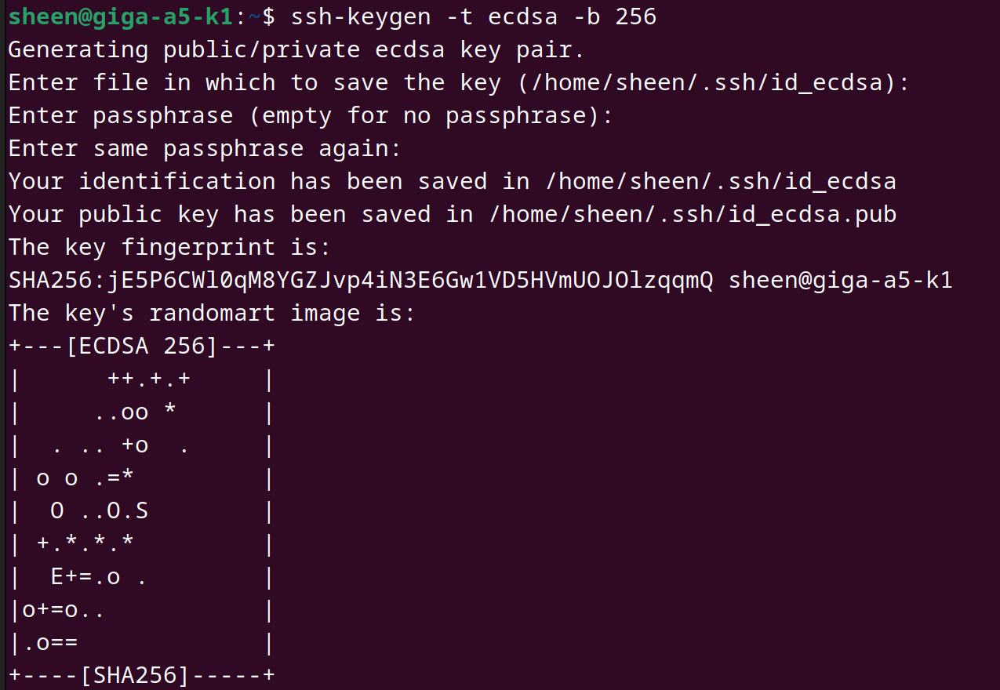 sheen@giga-a5-k1:~$ ssh-keygen -t ecdsa -b 256
Generating public/private ecdsa key pair.
Enter file in which to save the key (/home/sheen/.ssh/id_ecdsa):
Enter passphrase (empty for no passphrase):
Enter same passphrase again:
Your identification has been saved in /home/sheen/.ssh/id_ecdsa
Your public key has been saved in /home/sheen/.ssh/id_ecdsa.pub
The key fingerprint is:
SHA256:jE5P6CWl0qM8YGZJvp4iN3E6Gw1VD5HVmUOJOlzqqmQ sheen@giga-a5-k1
The key's randomart image is:
+---[ECDSA 256]---+
|      ++.+.+     |
|     ..oo *      |
|  . .. +o  .     |
| o o .=*         |
|  O ..O.S        |
| +.*.*.*         |
|  E+=.o .        |
|o+=o..           |
|.o==             |
+----[SHA256]-----+